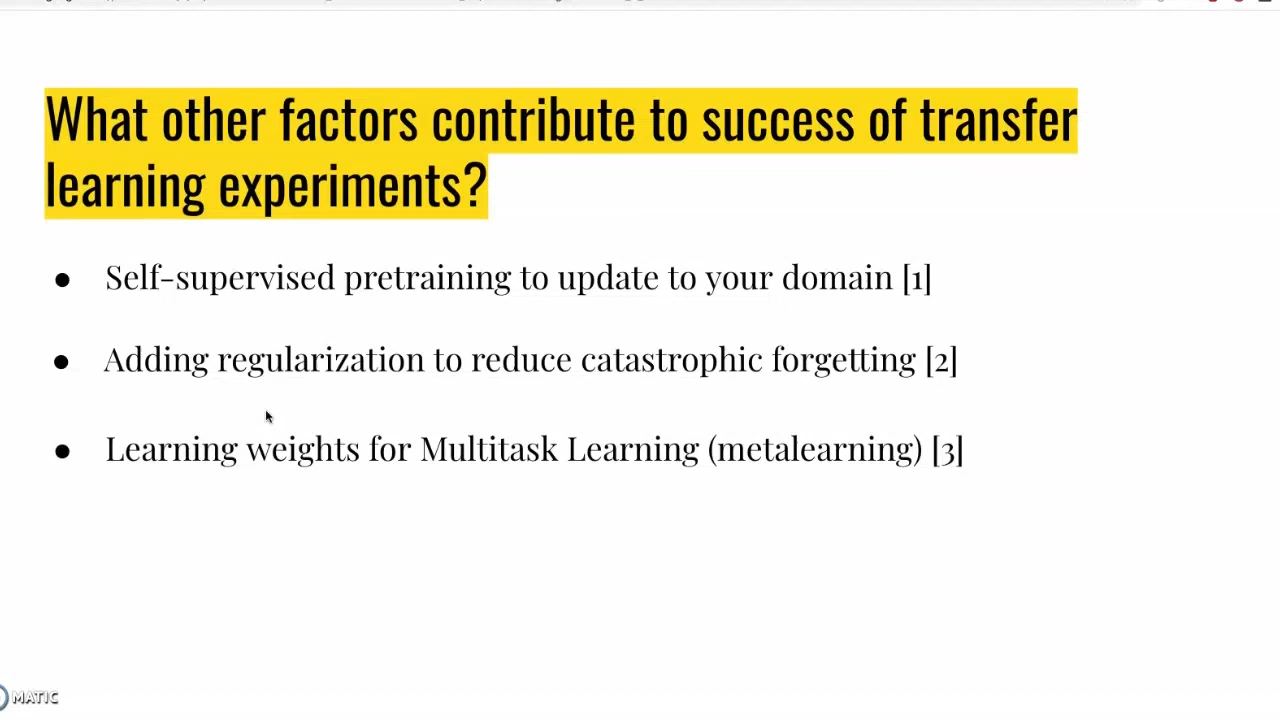 What other factors contribute to success of transfer
learning experiments?
● Self-supervised pretraining to update to your domain [1]
● Adding regularization to reduce catastrophic forgetting [2]
● Learning weights for Multitask Learning (metalearning) [3]
MATIC